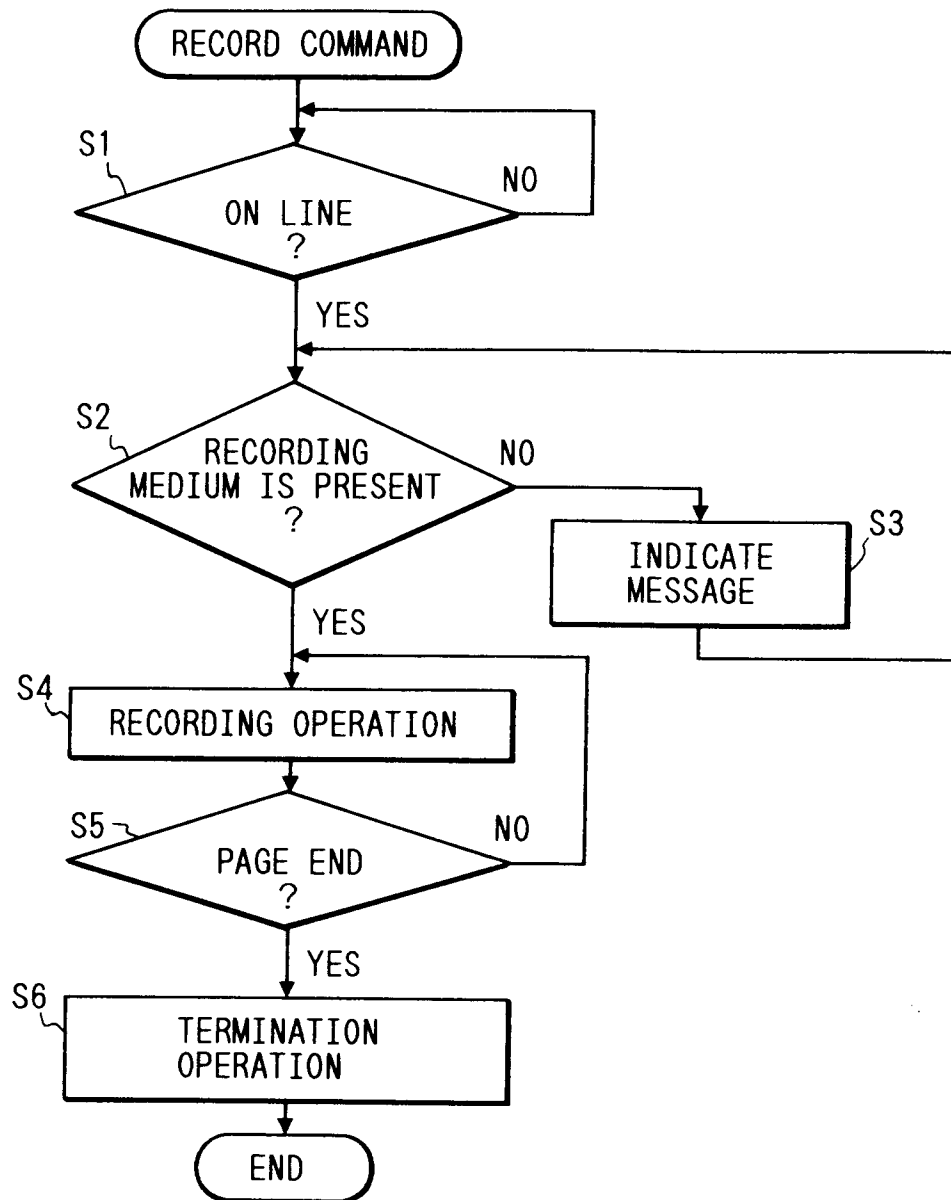 RECORD COMMAND
S1
NO
ON LINE
?
YES
S2
NO
RECORDING
MEDIUM IS PRESENT
?
S3
INDICATE
MESSAGE
YES
S4
RECORDING OPERATION
S5
NO
PAGE END
?
YES
S6
TERMINATION
OPERATION
END